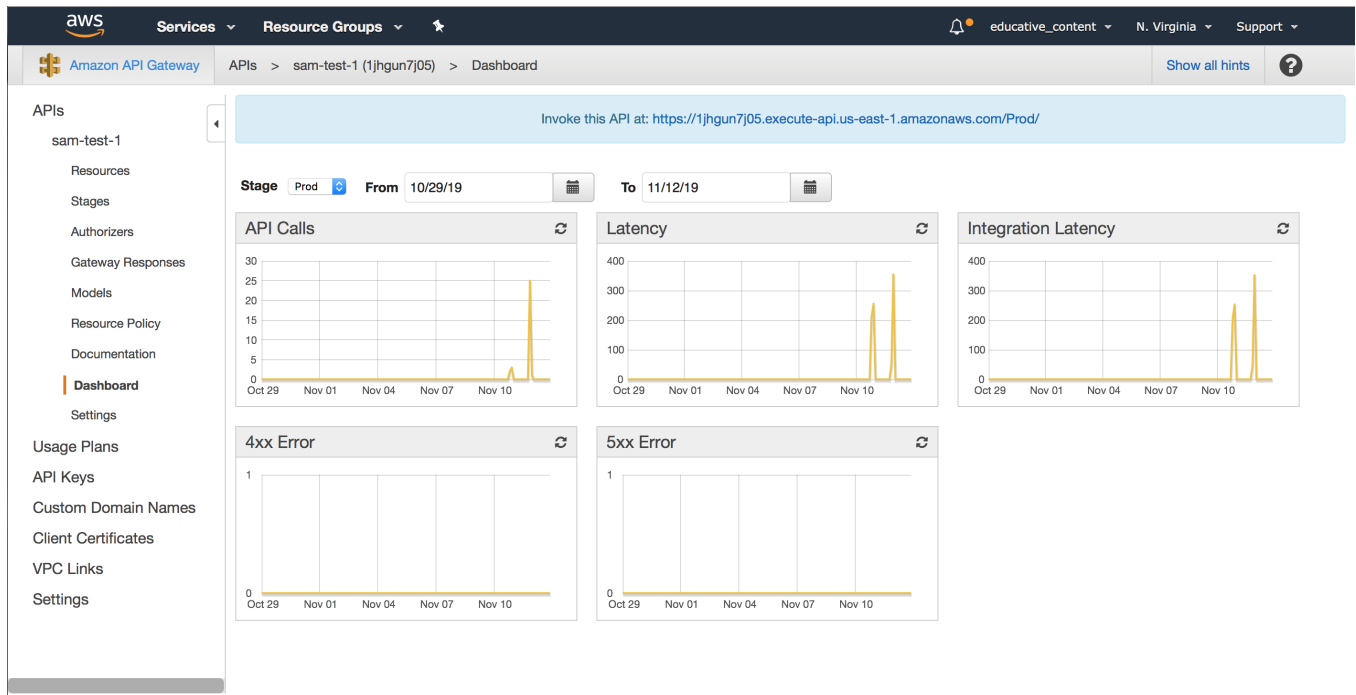 aws Services Resource Groups educative_content N. Virginia Support
Amazon API Gateway APIs > sam-test-1 (1jhgun7j05) > Dashboard Show all hints ?
APIs
sam-test-1
Resources
Stages
Authorizers
Gateway Responses
Models
Resource Policy
Documentation
Dashboard
Settings
Usage Plans
API Keys
Custom Domain Names
Client Certificates
VPC Links
Settings
Invoke this API at: https://1jhgun7j05.execute-api.us-east-1.amazonaws.com/Prod/
Stage Prod From 10/29/19 To 11/12/19
API Calls
30
25
20
15
10
5
0
Oct 29 Nov 01 Nov 04 Nov 07 Nov 10
Latency
400
300
200
100
0
Oct 29 Nov 01 Nov 04 Nov 07 Nov 10
Integration Latency
400
300
200
100
0
Oct 29 Nov 01 Nov 04 Nov 07 Nov 10
4xx Error
1
0
Oct 29 Nov 01 Nov 04 Nov 07 Nov 10
5xx Error
1
0
Oct 29 Nov 01 Nov 04 Nov 07 Nov 10